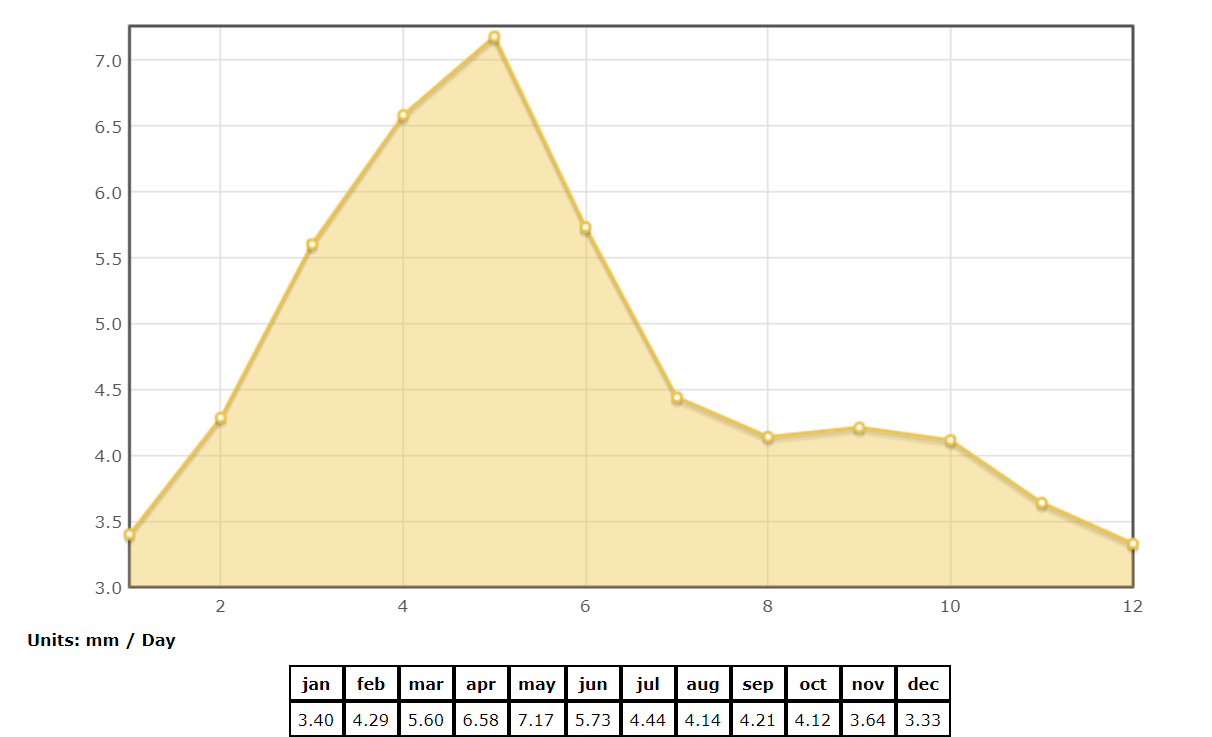 7.0
6.5
6.0
5.5
5.0
4.5
4.0
3.5
3.0
2 4 6 8 10 12
Units: mm / Day
jan feb mar apr may jun jul aug sep oct nov dec
3.40 4.29 5.60 6.58 7.17 5.73 4.44 4.14 4.21 4.12 3.64 3.33